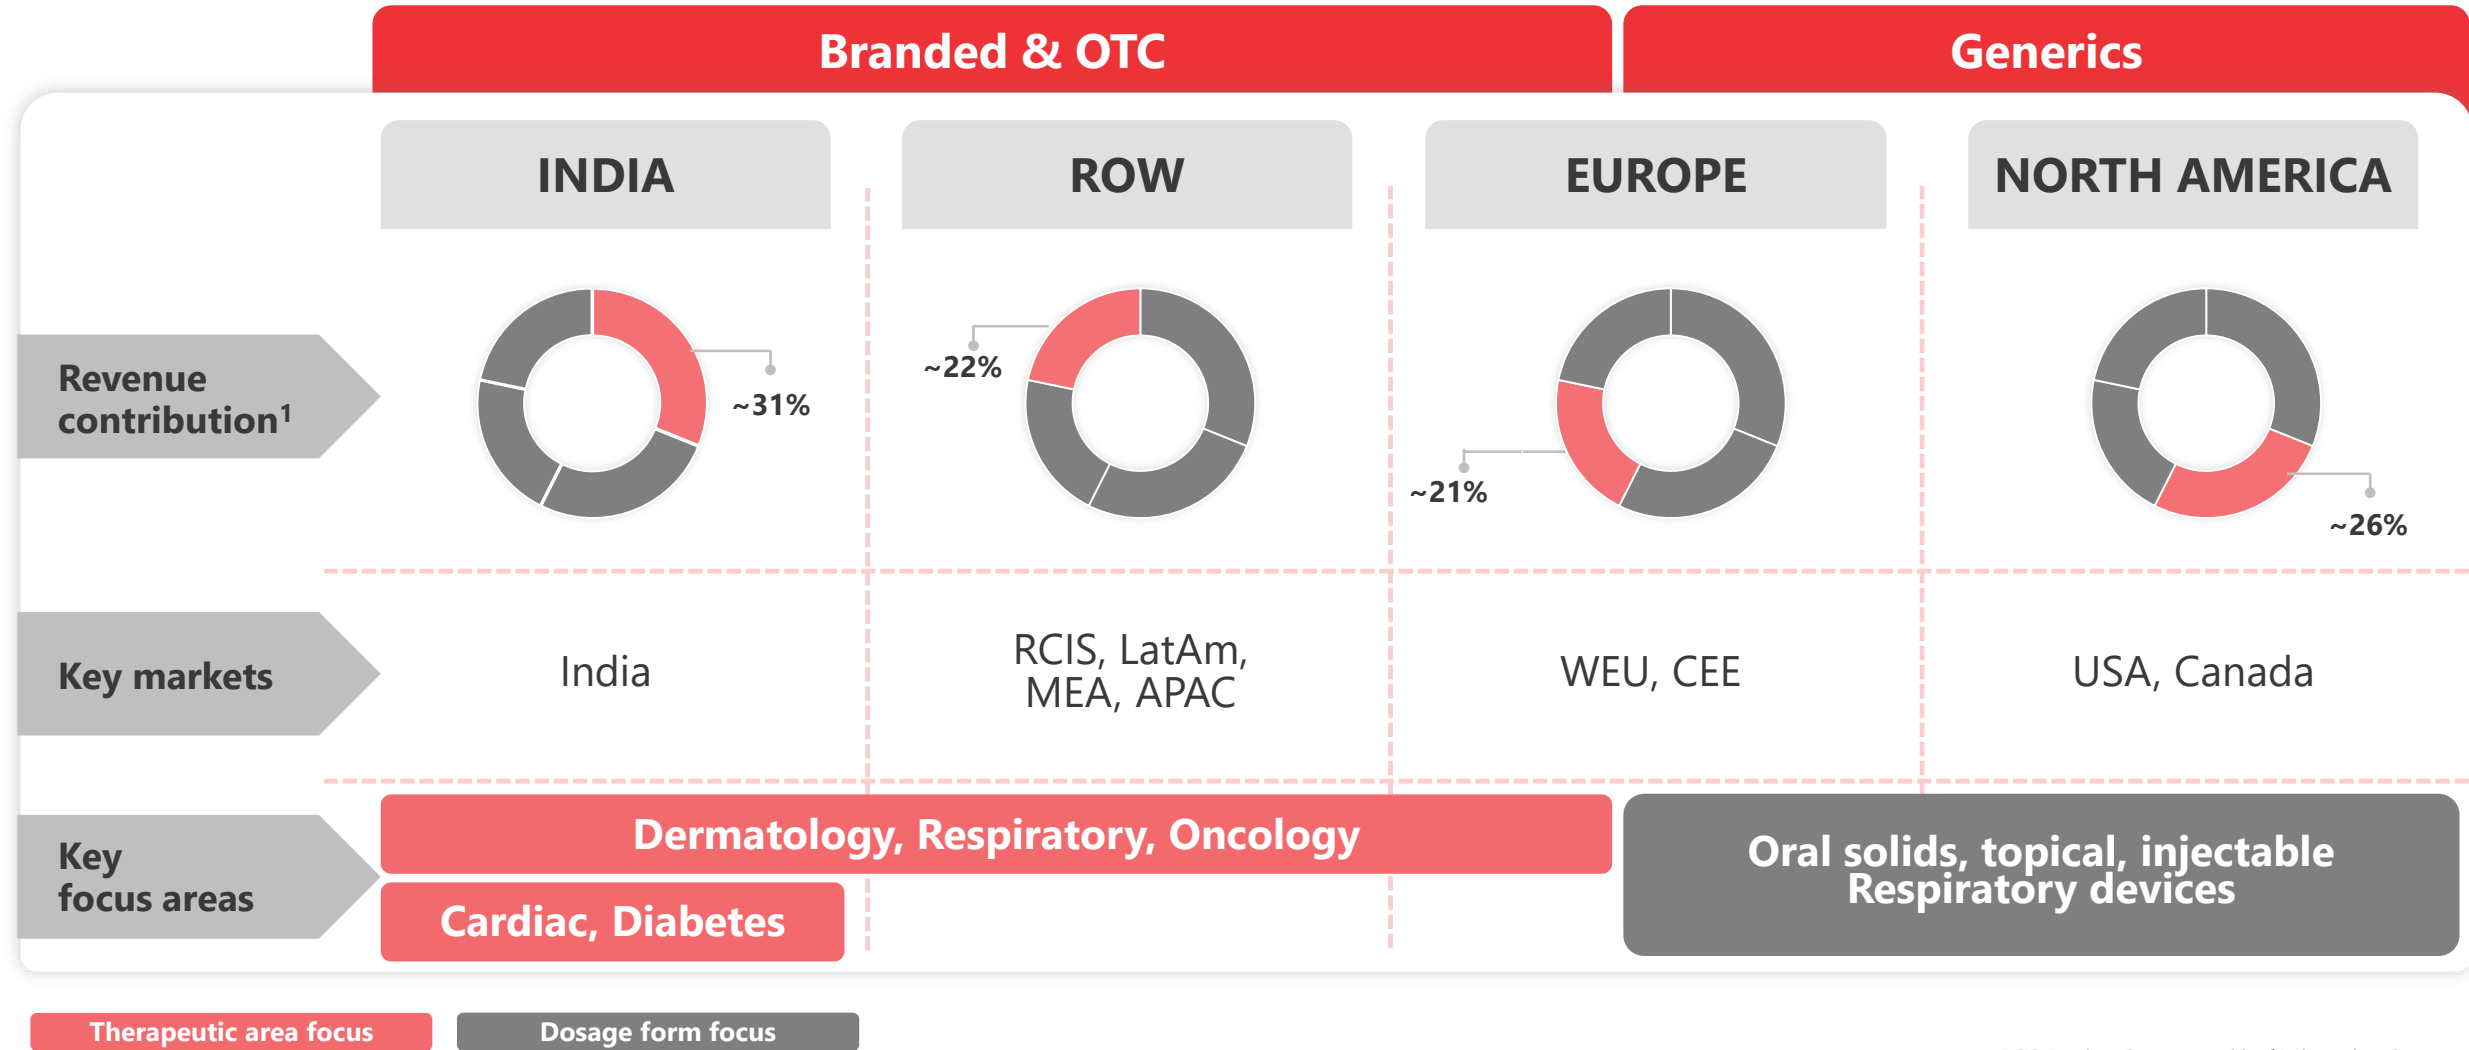 Branded & OTC
Generics
INDIA
ROW
EUROPE
NORTH AMERICA
Revenue
contribution¹
~31%
~22%
~21%
~26%
Key markets
India
RCIS, LatAm,
MEA, APAC
WEU, CEE
USA, Canada
Key
focus areas
Dermatology, Respiratory, Oncology
Cardiac, Diabetes
Oral solids, topical, injectable
Respiratory devices
Therapeutic area focus
Dosage form focus